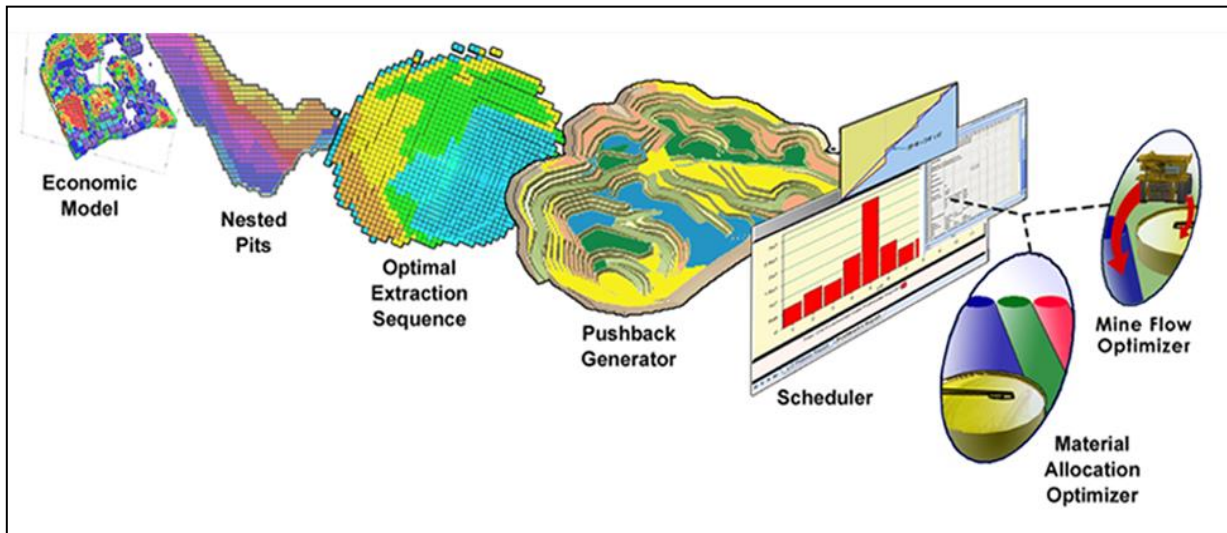 Economic
Model
Nested
Pits
Optimal
Extraction
Sequence
Pushback
Generator
Scheduler
Mine Flow
Optimizer
Material
Allocation
Optimizer